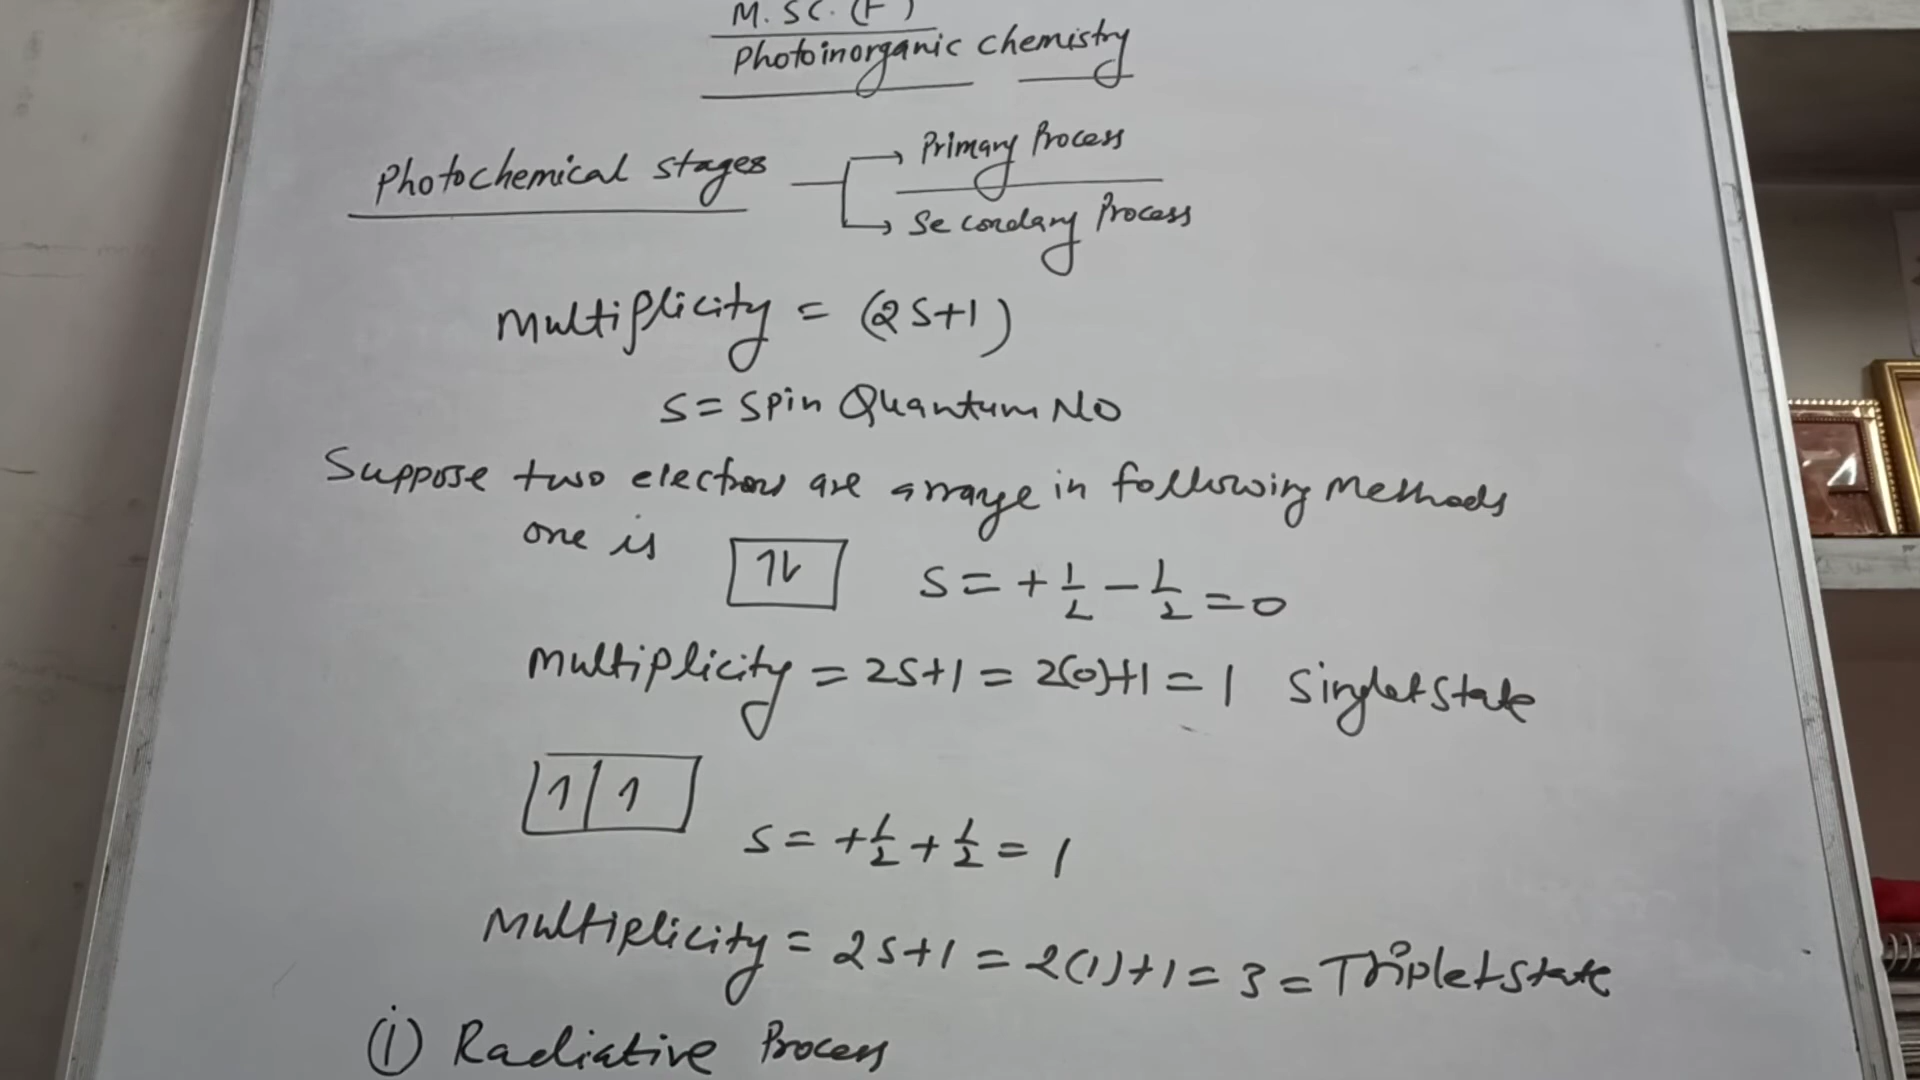 M.SC. (F)
Photoinorganic chemistry
Photochemical stages → Primary Process
→ Secondary Process
Multiplicity = (2S+1)
S = Spin Quantum No
Suppose two electrons are arrange in following Methods
one is 1⇂ S = +1/2 - 1/2 = 0
Multiplicity = 2S+1 = 2(0)+1 = 1 Singlet State
1 1
S = +1/2 + 1/2 = 1
Multiplicity = 2S+1 = 2(1)+1 = 3 = Triplet State
(i) Radiative Process